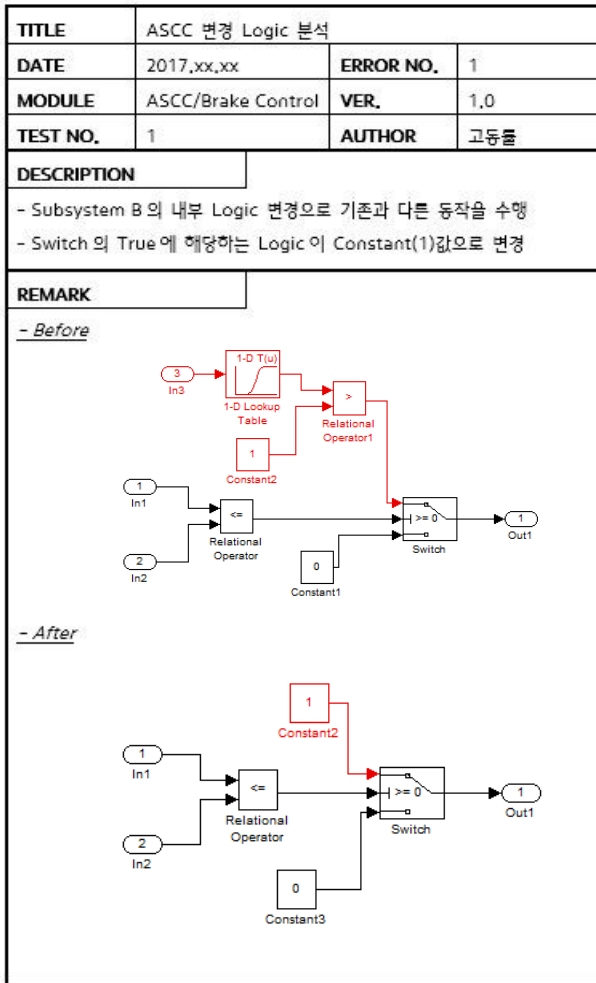 TITLE ASCC 변경 Logic 분석
DATE 2017,xx,xx ERROR NO, 1
MODULE ASCC/Brake Control VER, 1,0
TEST NO, 1 AUTHOR 고동률
DESCRIPTION
- Subsystem B 의 내부 Logic 변경으로 기존과 다른 동작을 수행
- Switch 의 True 에 해당하는 Logic 이 Constant(1)값으로 변경
REMARK
- Before
1-D T(u)
3
In3
1-D Lookup
Table
>
Relational
Operator1
1
Constant2
1
In1
<=
Relational
Operator
>= 0
Switch
1
Out1
2
In2
0
Constant1
- After
1
Constant2
1
In1
<=
Relational
Operator
>= 0
Switch
1
Out1
2
In2
0
Constant3